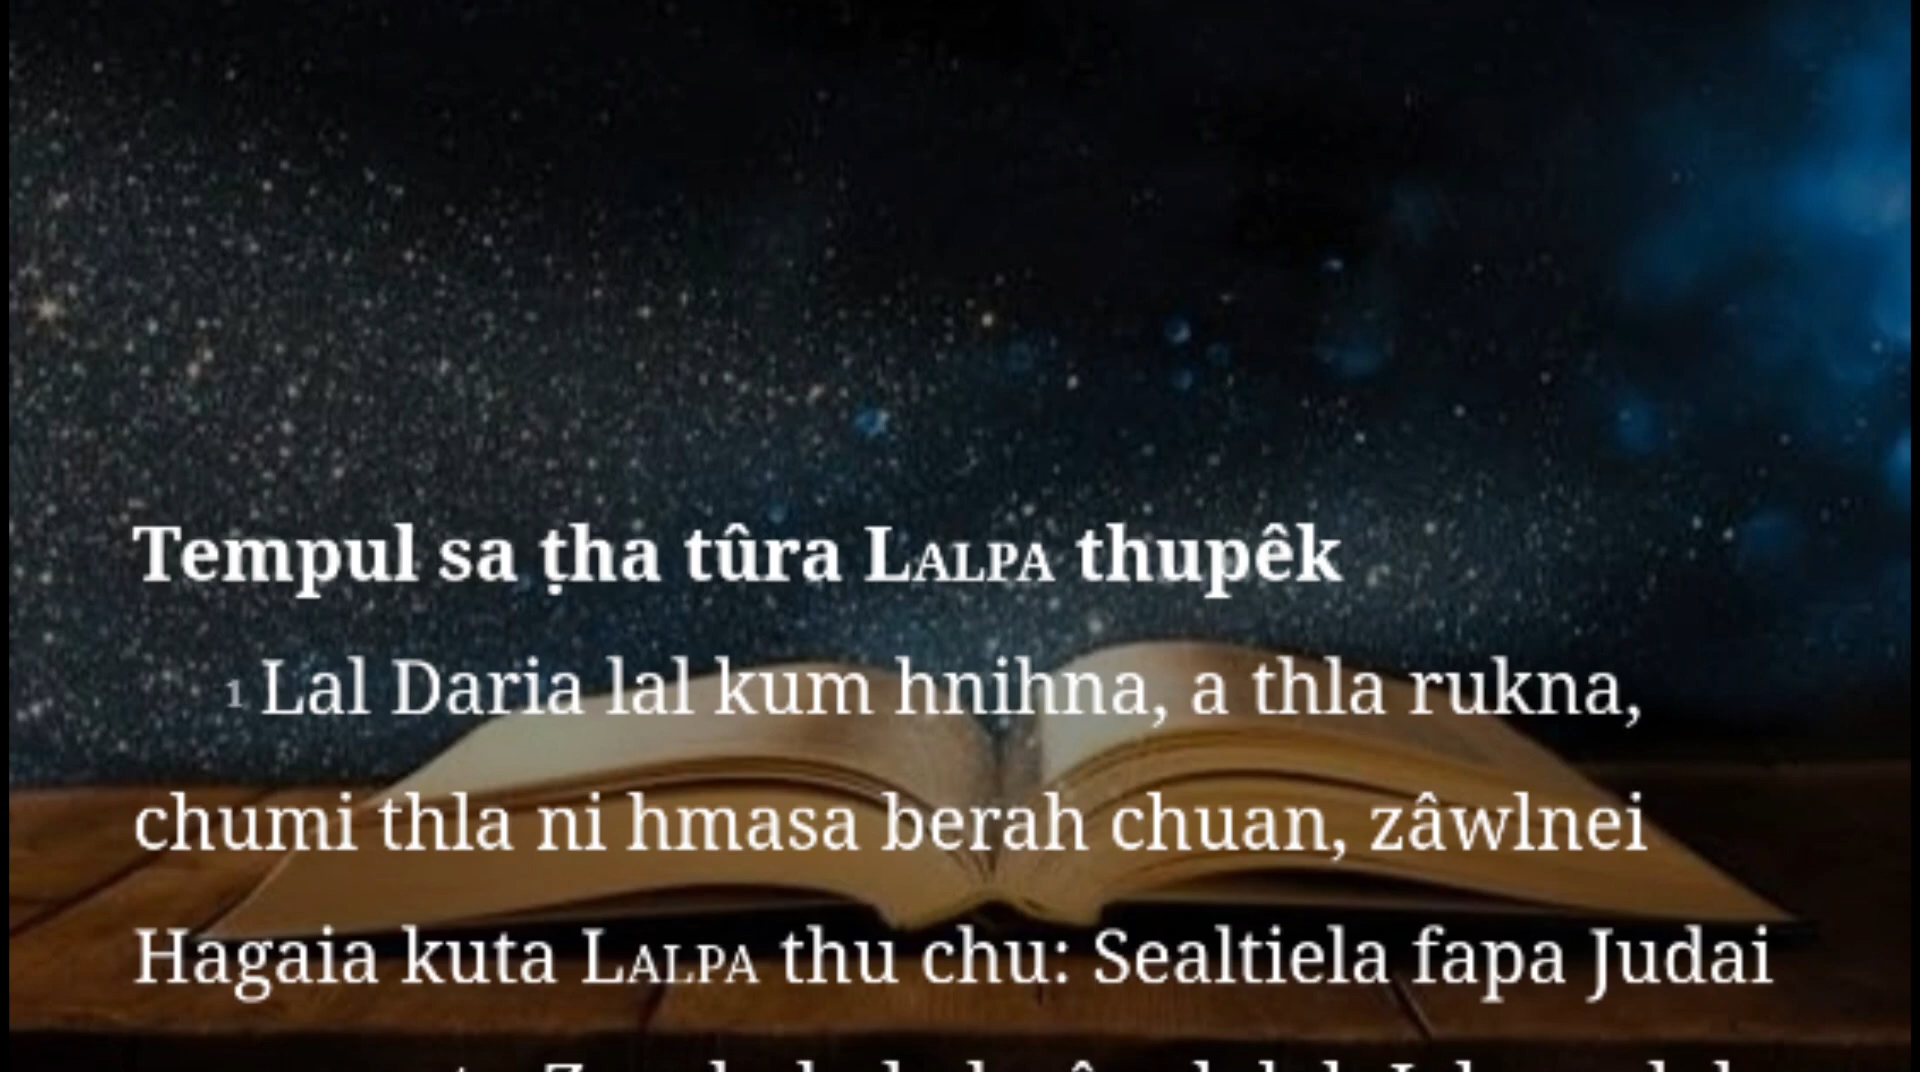 Tempul sa ṭha tûra LALPA thupêk
1 Lal Daria lal kum hnihna, a thla rukna,
chumi thla ni hmasa berah chuan, zâwlnei
Hagaia kuta LALPA thu chu: Sealtiela fapa Judai